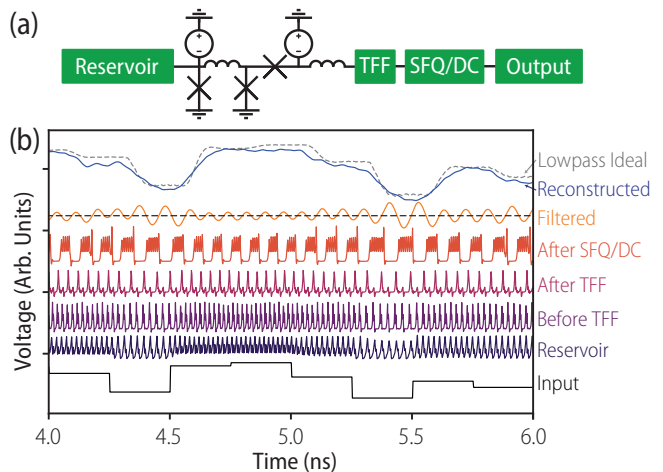 (a)
Reservoir
TFF
SFQ/DC
Output
(b)
Voltage (Arb. Units)
Lowpass Ideal
Reconstructed
Filtered
After SFQ/DC
After TFF
Before TFF
Reservoir
Input
4.0 4.5 5.0 5.5 6.0
Time (ns)